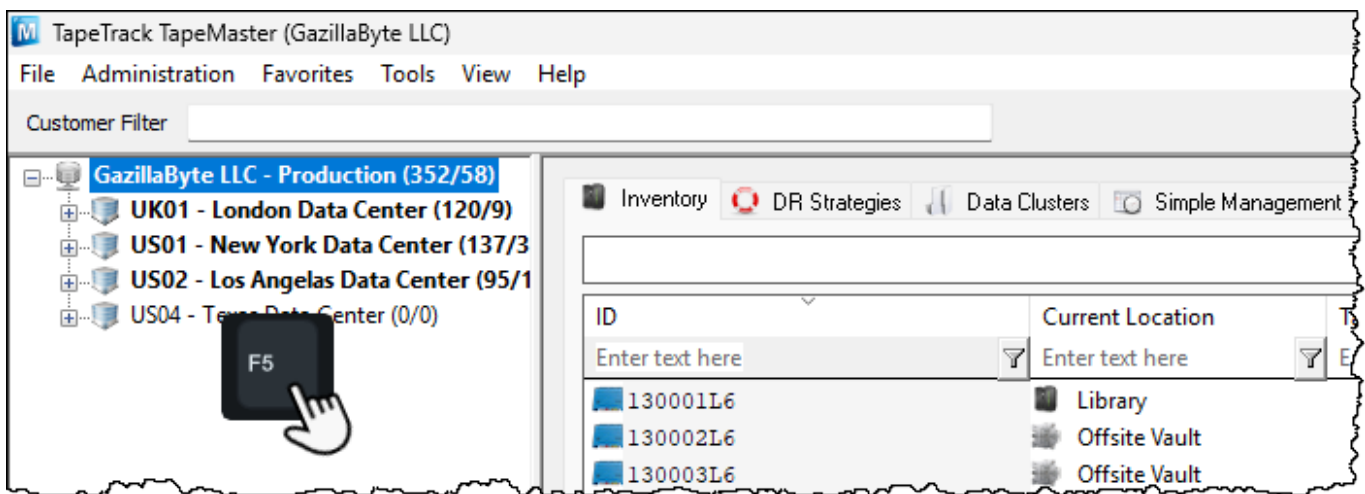 TapeTrack TapeMaster (GazillaByte LLC)
File Administration Favorites Tools View Help
Customer Filter
GazillaByte LLC - Production (352/58)
UK01 - London Data Center (120/9)
US01 - New York Data Center (137/3
US02 - Los Angelas Data Center (95/1
US04 - Texas Data Center (0/0)
F5
Inventory DR Strategies Data Clusters Simple Management
ID Current Location
Enter text here Enter text here E
130001L6 Library
130002L6 Offsite Vault
130003L6 Offsite Vault